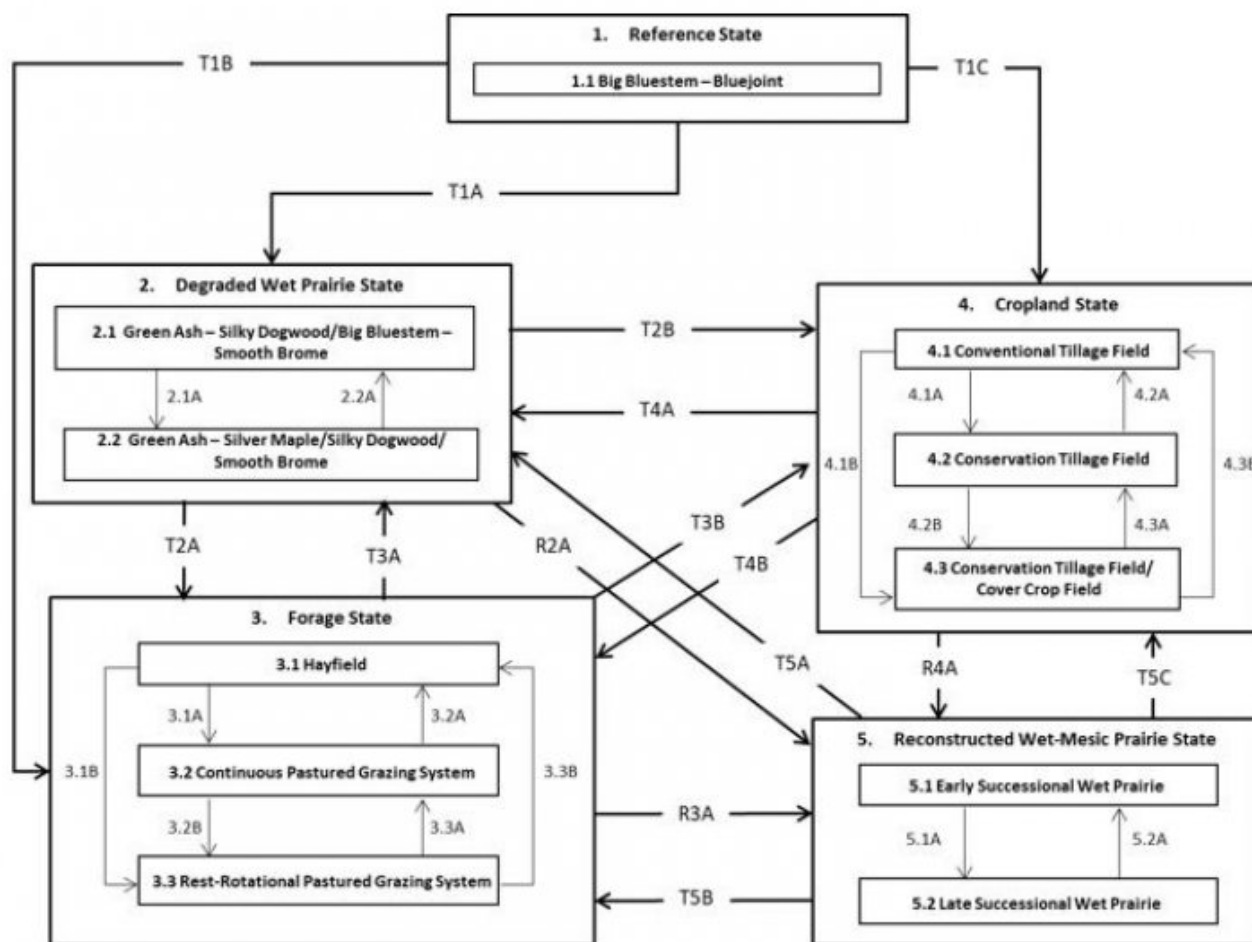 1. Reference State
1.1 Big Bluestem – Bluejoint
T1B
T1C
T1A
2. Degraded Wet Prairie State
2.1 Green Ash – Silky Dogwood/Big Bluestem –
Smooth Brome
2.1A
2.2A
2.2 Green Ash – Silver Maple/Silky Dogwood/
Smooth Brome
T2B
T4A
4. Cropland State
4.1 Conventional Tillage Field
4.1A
4.2A
4.2 Conservation Tillage Field
4.1B
4.3B
4.2B
4.3A
4.3 Conservation Tillage Field/
Cover Crop Field
T2A
T3A
R2A
T3B
T4B
T5A
R4A
T5C
3. Forage State
3.1 Hayfield
3.1A
3.2A
3.2 Continuous Pastured Grazing System
3.1B
3.3B
3.2B
3.3A
3.3 Rest-Rotational Pastured Grazing System
R3A
T5B
5. Reconstructed Wet-Mesic Prairie State
5.1 Early Successional Wet Prairie
5.1A
5.2A
5.2 Late Successional Wet Prairie